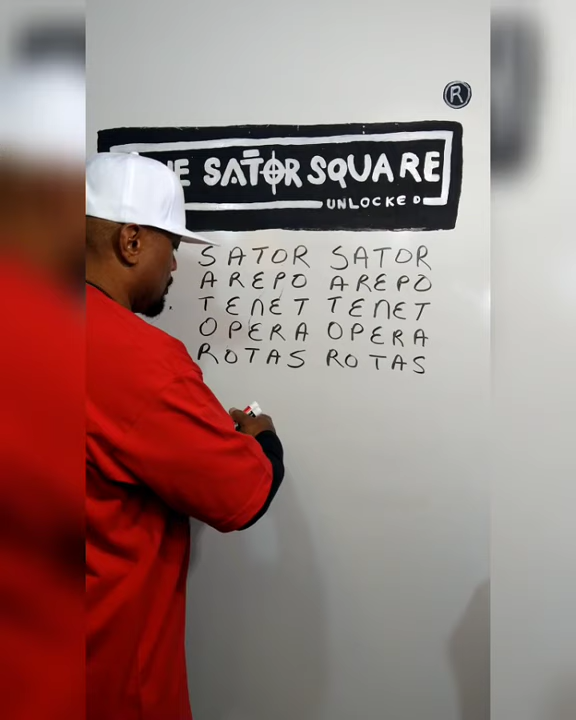 R
SATOR SQUARE
UNLOCKED
SATOR SATOR
AREPO AREPO
TENET TENET
OPERA OPERA
ROTAS ROTAS